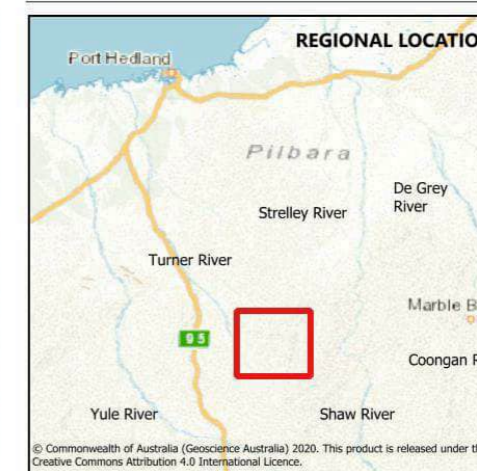 REGIONAL LOCATIO
Port Hedland
Pilbara
De Grey
River
Strelley River
Turner River
Marble B
95
Coongan R
Yule River
Shaw River
© Commonwealth of Australia (Geoscience Australia) 2020. This product is released under th
Creative Commons Attribution 4.0 International Licence.